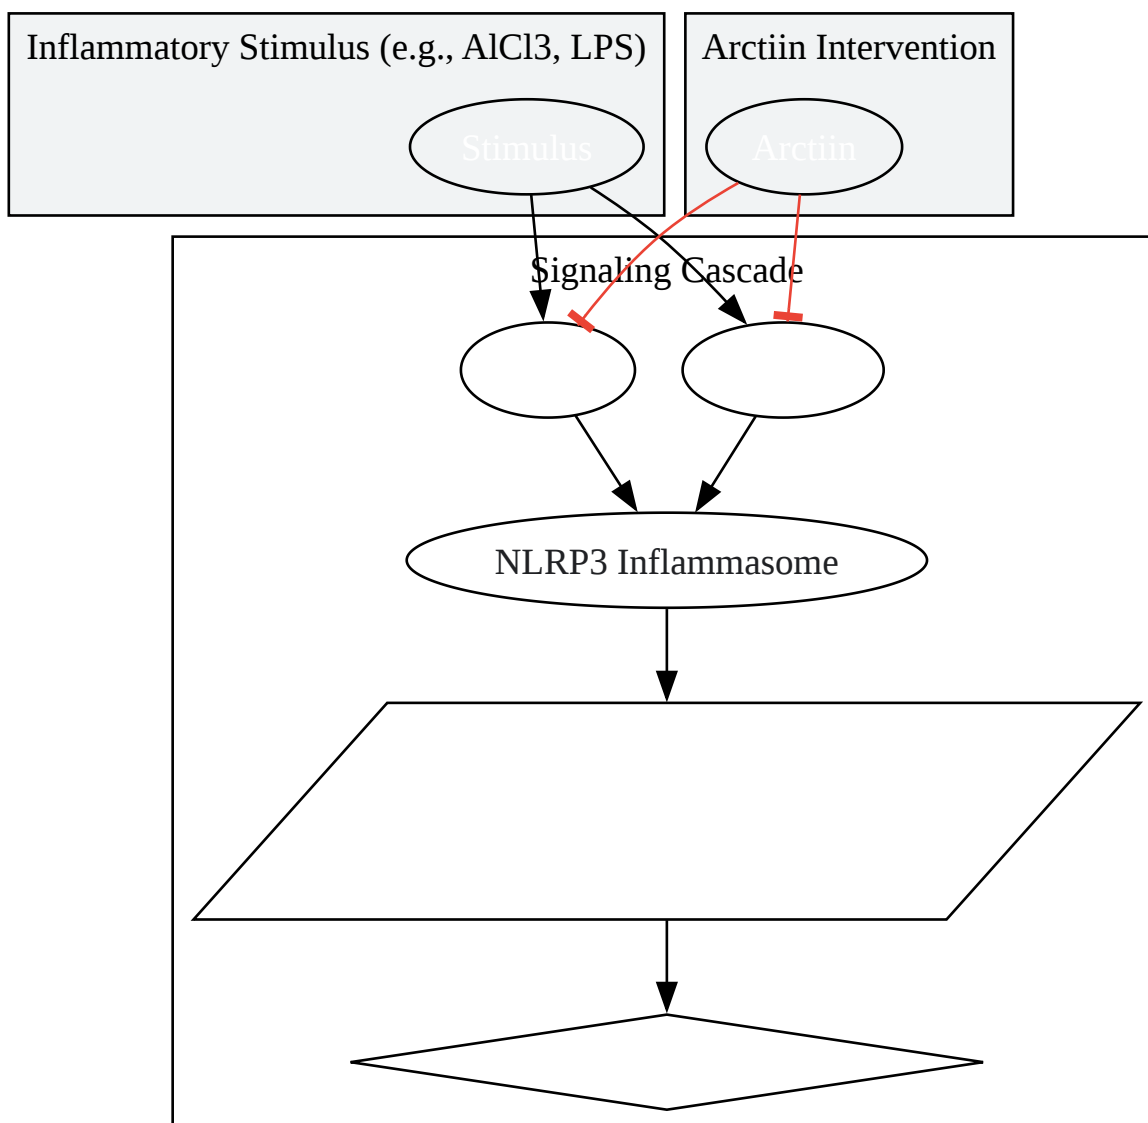 Inflammatory Stimulus (e.g., AlCl3, LPS)
Arctiin Intervention
Stimulus
Arctiin
Signaling Cascade
NLRP3 Inflammasome